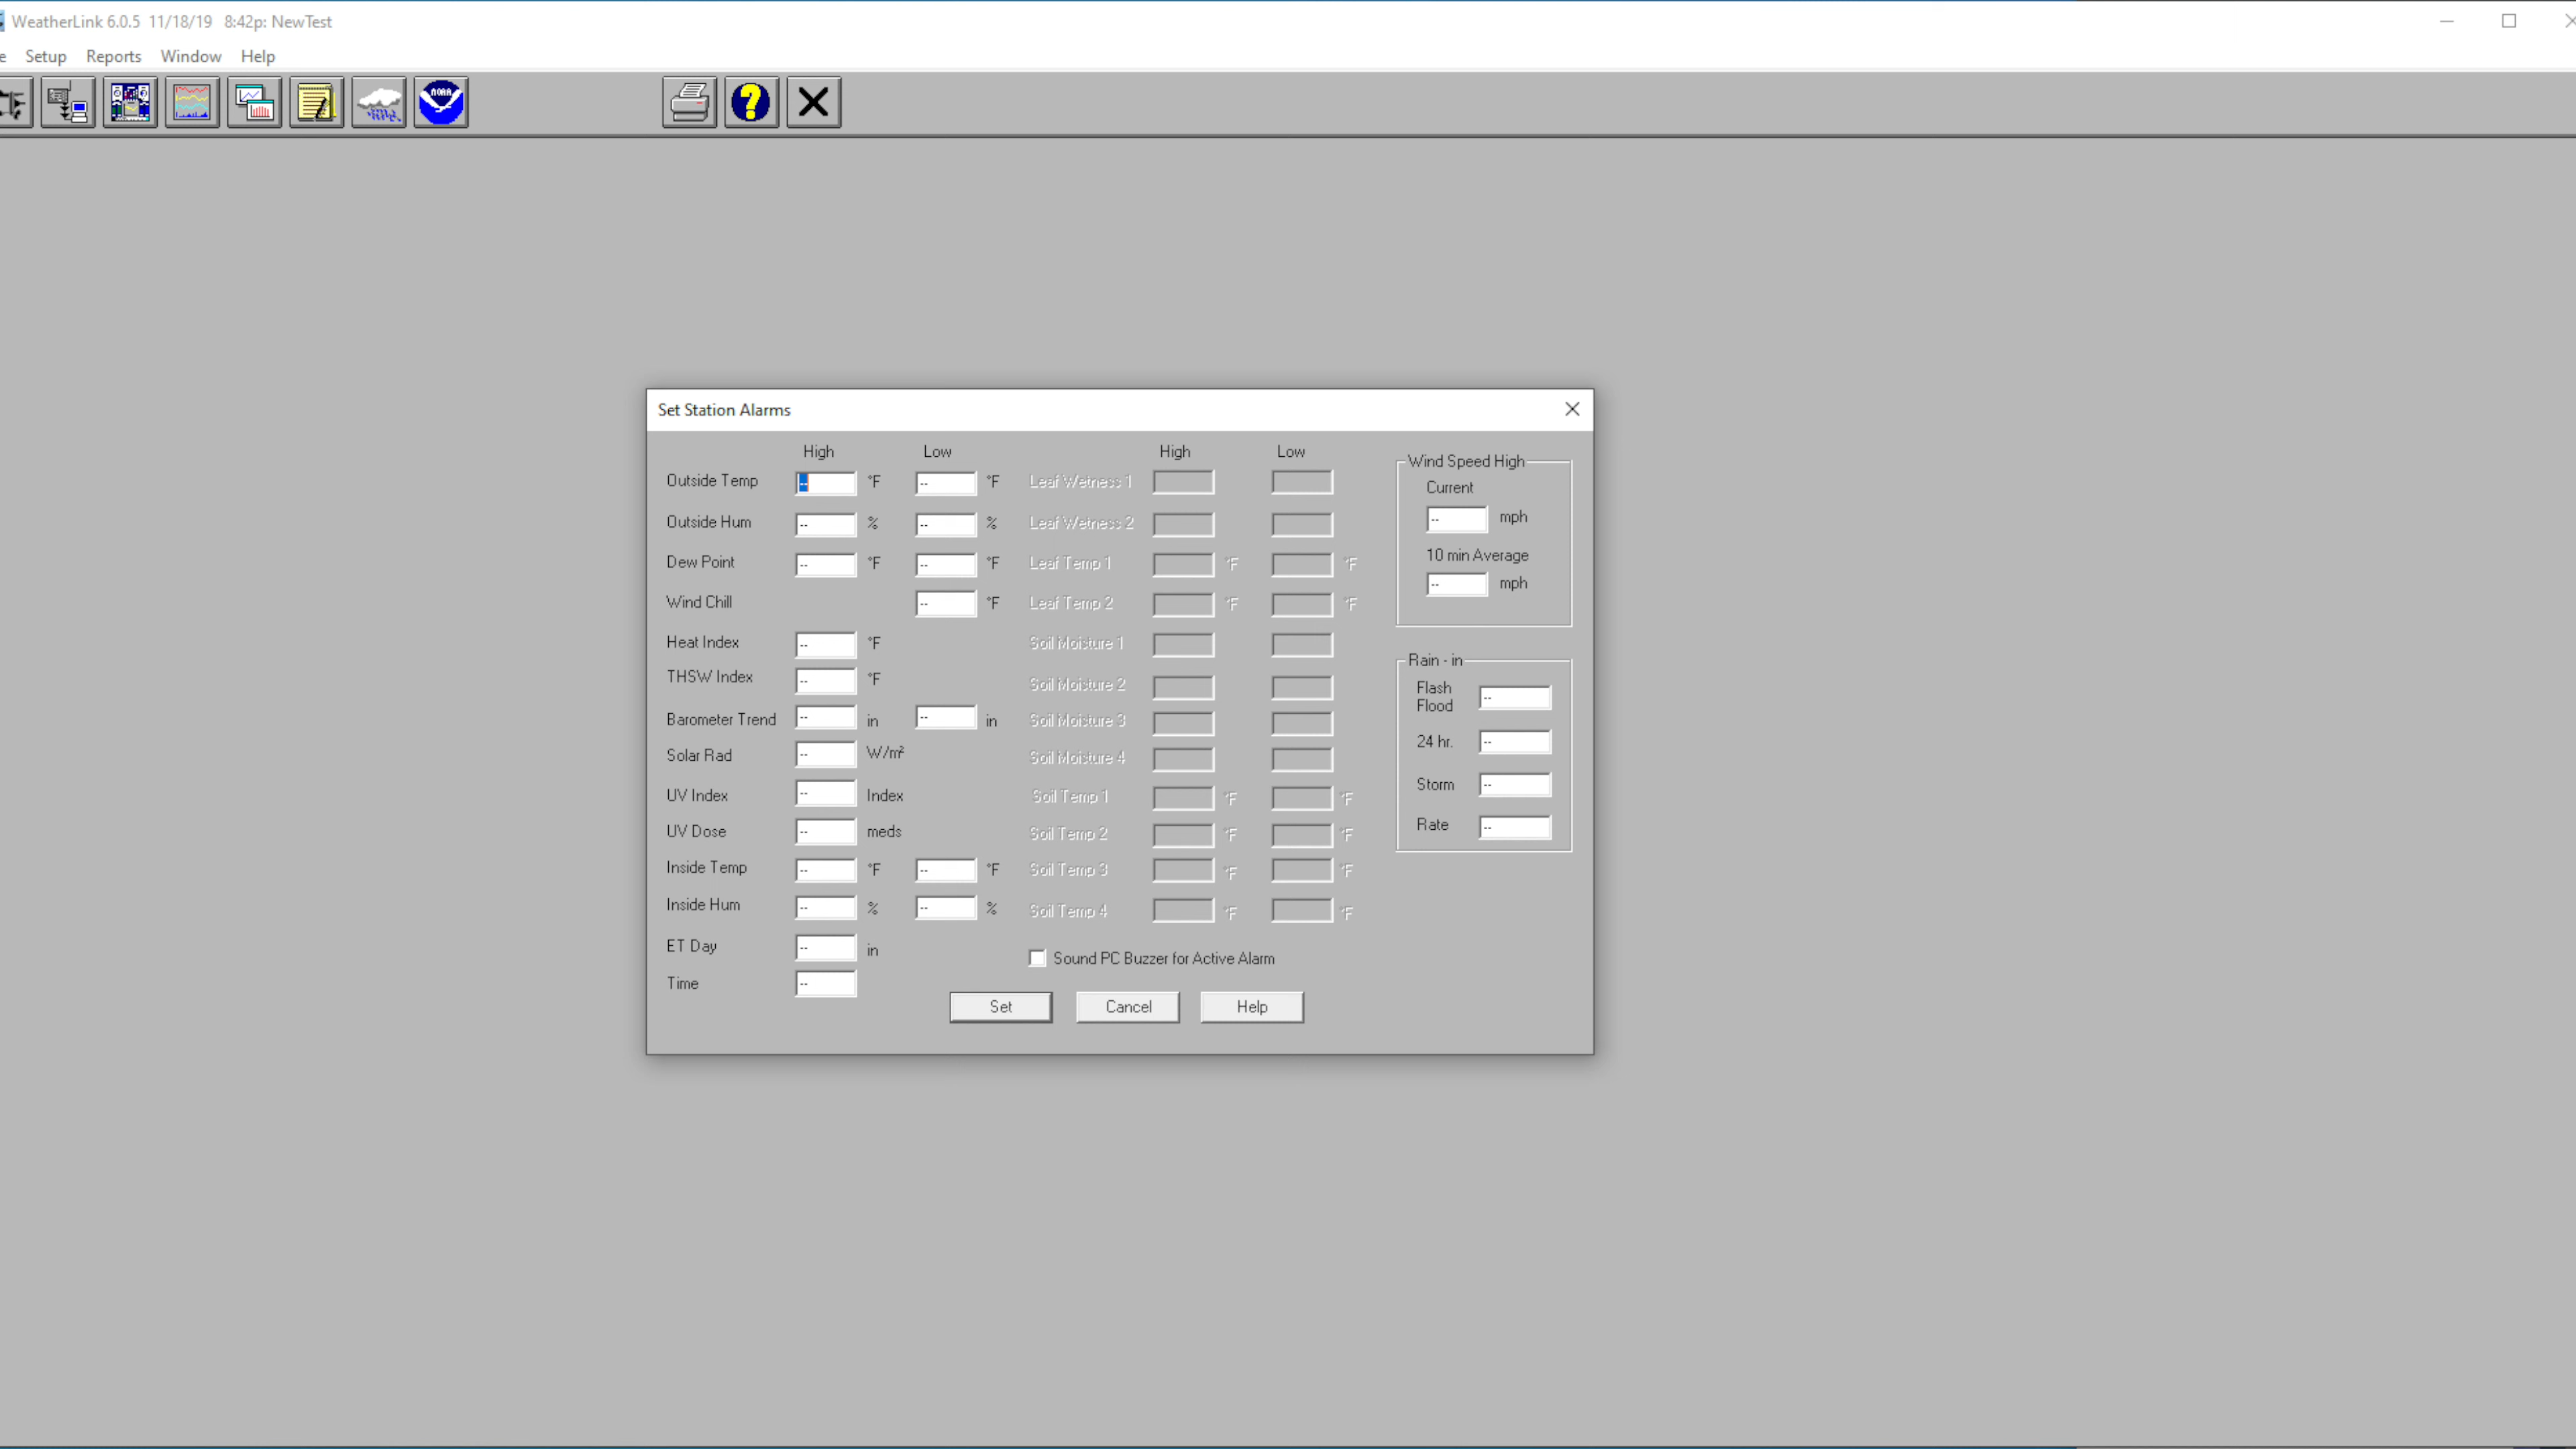 WeatherLink 6.0.5 11/18/19 8:42p: NewTest
e Setup Reports Window Help
NOAA
?
Set Station Alarms
High Low High Low
Outside Temp -- °F -- °F Leaf Wetness 1
Outside Hum -- % -- % Leaf Wetness 2
Dew Point -- °F -- °F Leaf Temp 1 °F °F
Wind Chill -- °F Leaf Temp 2 °F °F
Heat Index -- °F Soil Moisture 1
THSW Index -- °F Soil Moisture 2
Barometer Trend -- in -- in Soil Moisture 3
Solar Rad -- W/m² Soil Moisture 4
UV Index -- Index Soil Temp 1 °F °F
UV Dose -- meds Soil Temp 2 °F °F
Inside Temp -- °F -- °F Soil Temp 3 °F °F
Inside Hum -- % -- % Soil Temp 4 °F °F
ET Day -- in
Time --
Sound PC Buzzer for Active Alarm
Set Cancel Help
Wind Speed High
Current
-- mph
10 min Average
-- mph
Rain - in
Flash
Flood --
24 hr. --
Storm --
Rate --